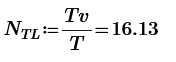 N_TL := Tv/T = 16.13